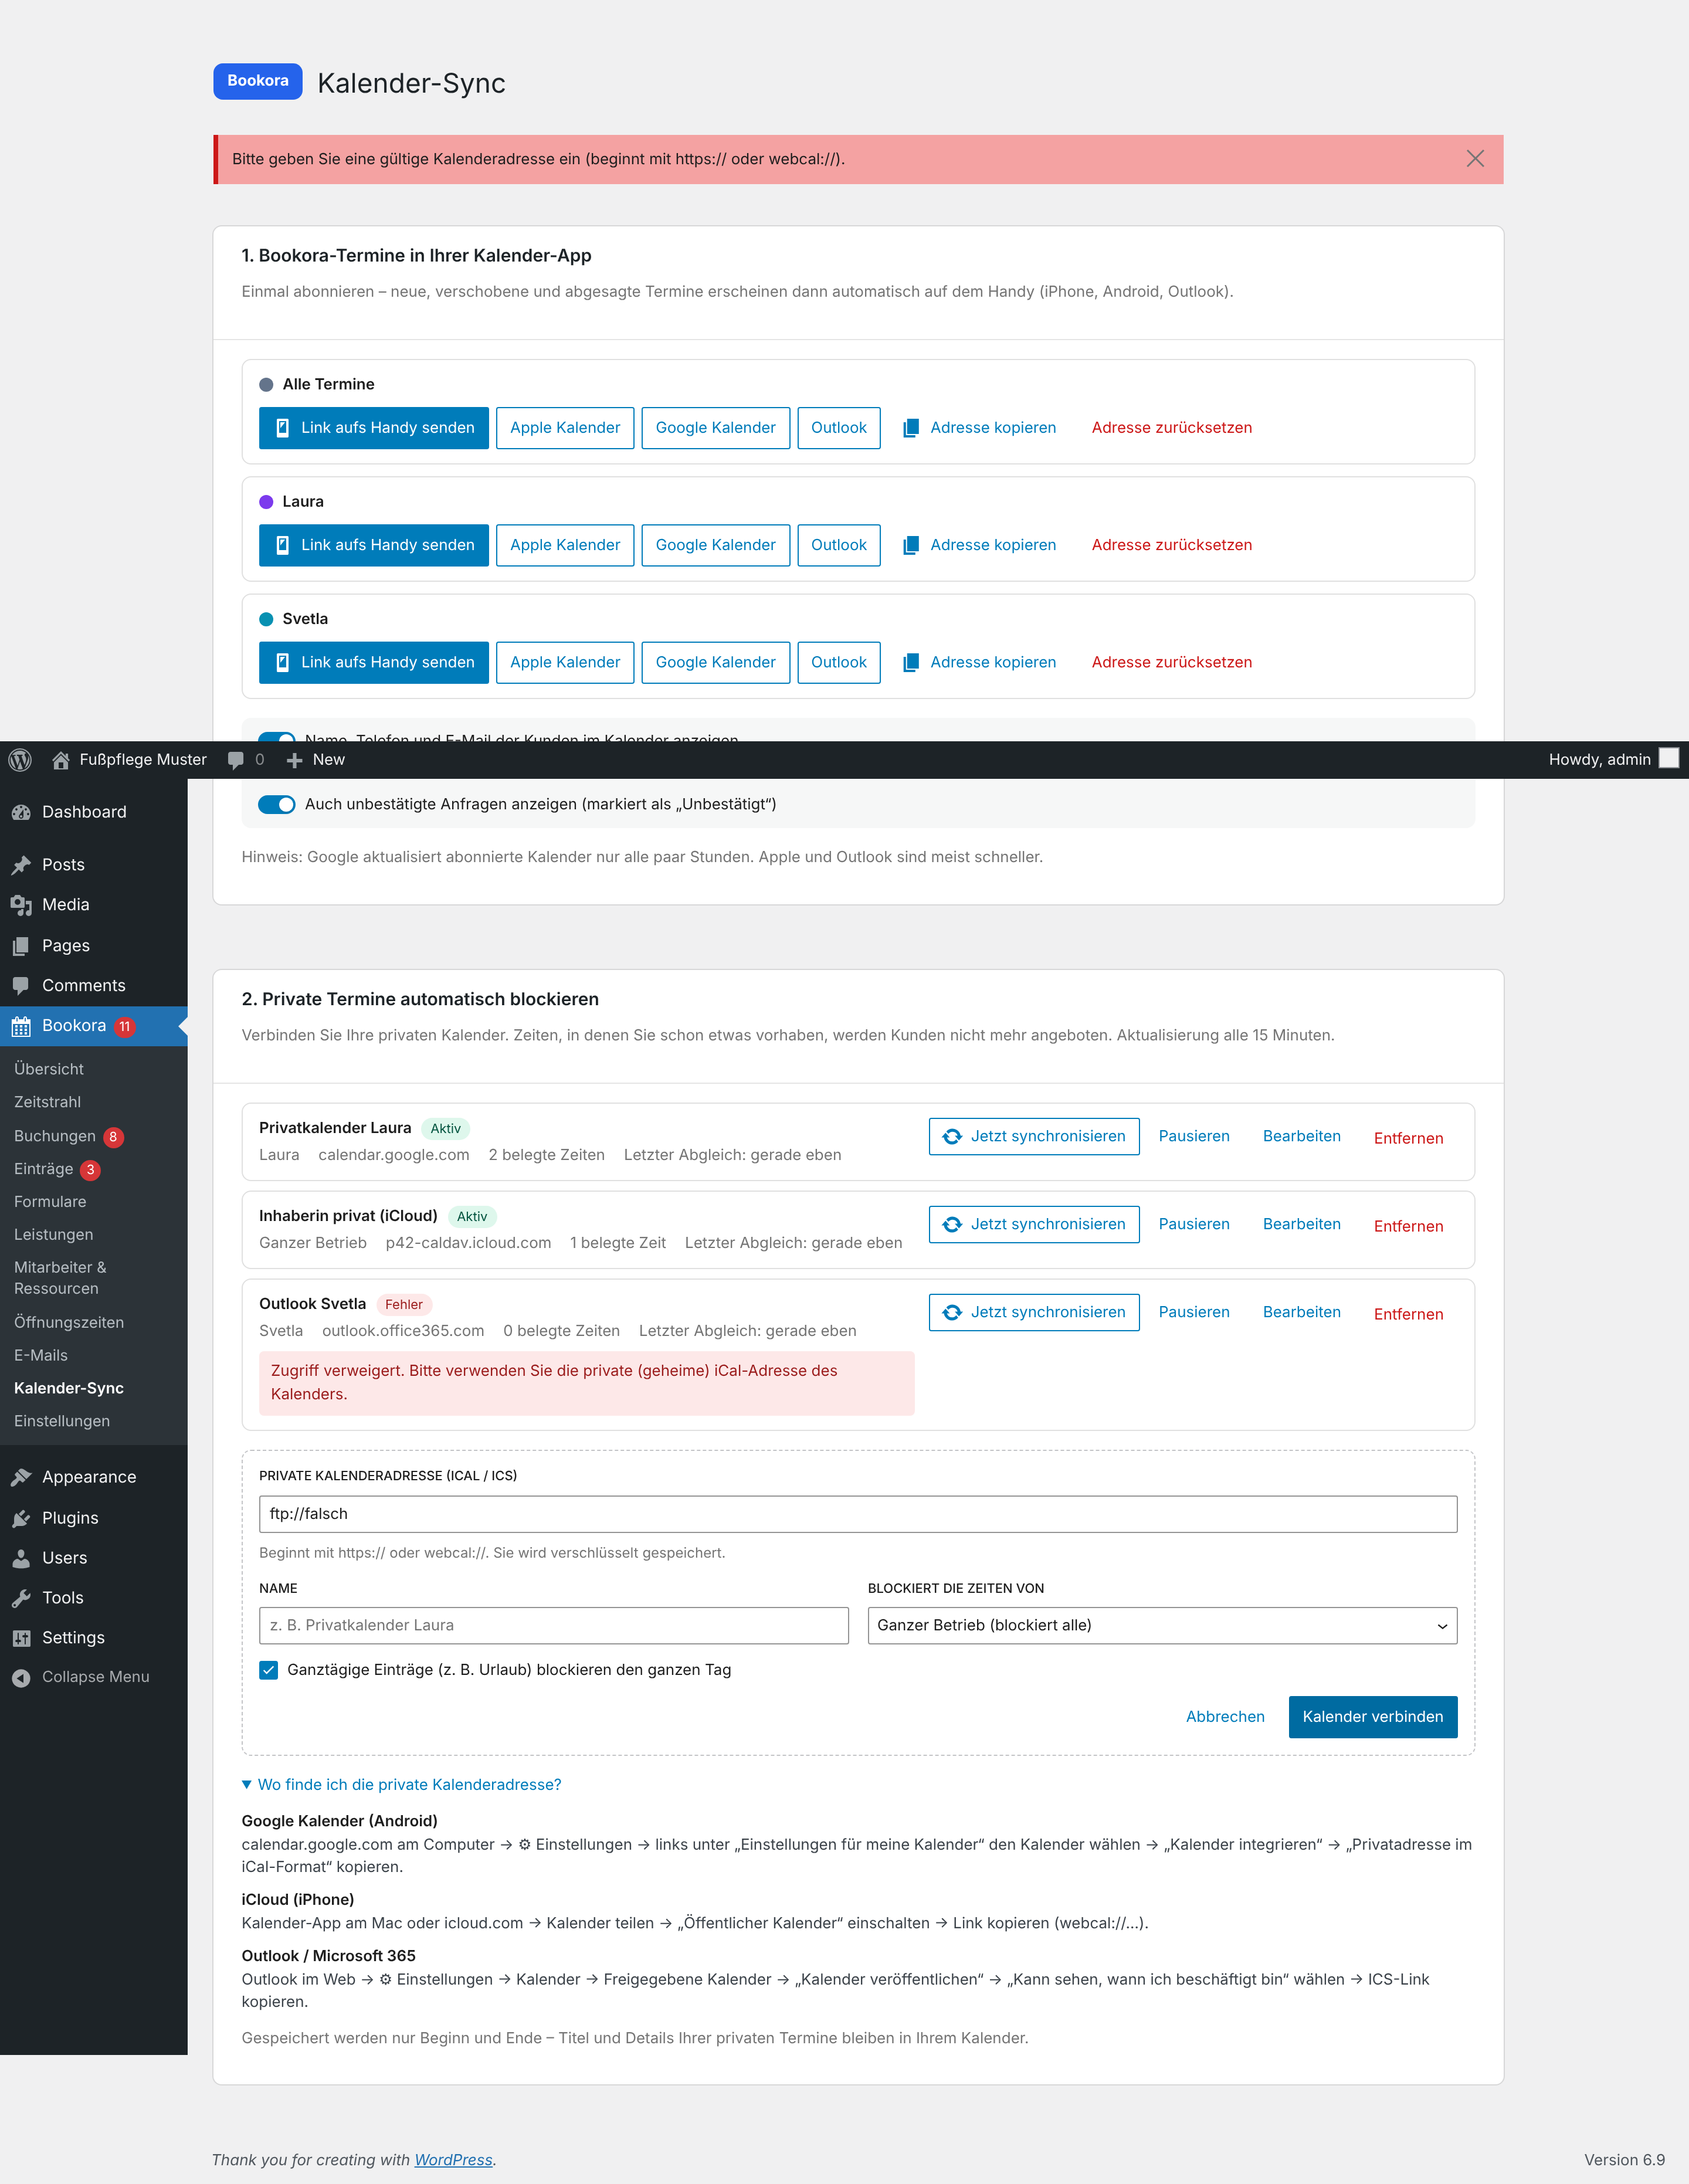 Bookora Kalender-Sync
Bitte geben Sie eine gültige Kalenderadresse ein (beginnt mit https:// oder webcal://).
1. Bookora-Termine in Ihrer Kalender-App
Einmal abonnieren – neue, verschobene und abgesagte Termine erscheinen dann automatisch auf dem Handy (iPhone, Android, Outlook).
Alle Termine
Link aufs Handy senden Apple Kalender Google Kalender Outlook Adresse kopieren Adresse zurücksetzen
Laura
Link aufs Handy senden Apple Kalender Google Kalender Outlook Adresse kopieren Adresse zurücksetzen
Svetla
Link aufs Handy senden Apple Kalender Google Kalender Outlook Adresse kopieren Adresse zurücksetzen
Name, Telefon und E-Mail der Kunden im Kalender anzeigen
Fußpflege Muster 0 New Howdy, admin
Auch unbestätigte Anfragen anzeigen (markiert als „Unbestätigt“)
Hinweis: Google aktualisiert abonnierte Kalender nur alle paar Stunden. Apple und Outlook sind meist schneller.
Dashboard
Posts
Media
Pages
Comments
Bookora 11
Übersicht
Zeitstrahl
Buchungen 8
Einträge 3
Formulare
Leistungen
Mitarbeiter &
Ressourcen
Öffnungszeiten
E-Mails
Kalender-Sync
Einstellungen
Appearance
Plugins
Users
Tools
Settings
Collapse Menu
2. Private Termine automatisch blockieren
Verbinden Sie Ihre privaten Kalender. Zeiten, in denen Sie schon etwas vorhaben, werden Kunden nicht mehr angeboten. Aktualisierung alle 15 Minuten.
Privatkalender Laura Aktiv
Laura calendar.google.com 2 belegte Zeiten Letzter Abgleich: gerade eben
Jetzt synchronisieren Pausieren Bearbeiten Entfernen
Inhaberin privat (iCloud) Aktiv
Ganzer Betrieb p42-caldav.icloud.com 1 belegte Zeit Letzter Abgleich: gerade eben
Jetzt synchronisieren Pausieren Bearbeiten Entfernen
Outlook Svetla Fehler
Svetla outlook.office365.com 0 belegte Zeiten Letzter Abgleich: gerade eben
Jetzt synchronisieren Pausieren Bearbeiten Entfernen
Zugriff verweigert. Bitte verwenden Sie die private (geheime) iCal-Adresse des
Kalenders.
PRIVATE KALENDERADRESSE (ICAL / ICS)
ftp://falsch
Beginnt mit https:// oder webcal://. Sie wird verschlüsselt gespeichert.
NAME BLOCKIERT DIE ZEITEN VON
z. B. Privatkalender Laura Ganzer Betrieb (blockiert alle)
Ganztägige Einträge (z. B. Urlaub) blockieren den ganzen Tag
Abbrechen Kalender verbinden
▼ Wo finde ich die private Kalenderadresse?
Google Kalender (Android)
calendar.google.com am Computer → ⚙ Einstellungen → links unter „Einstellungen für meine Kalender“ den Kalender wählen → „Kalender integrieren“ → „Privatadresse im
iCal-Format“ kopieren.
iCloud (iPhone)
Kalender-App am Mac oder icloud.com → Kalender teilen → „Öffentlicher Kalender“ einschalten → Link kopieren (webcal://…).
Outlook / Microsoft 365
Outlook im Web → ⚙ Einstellungen → Kalender → Freigegebene Kalender → „Kalender veröffentlichen“ → „Kann sehen, wann ich beschäftigt bin“ wählen → ICS-Link
kopieren.
Gespeichert werden nur Beginn und Ende – Titel und Details Ihrer privaten Termine bleiben in Ihrem Kalender.
Thank you for creating with WordPress. Version 6.9